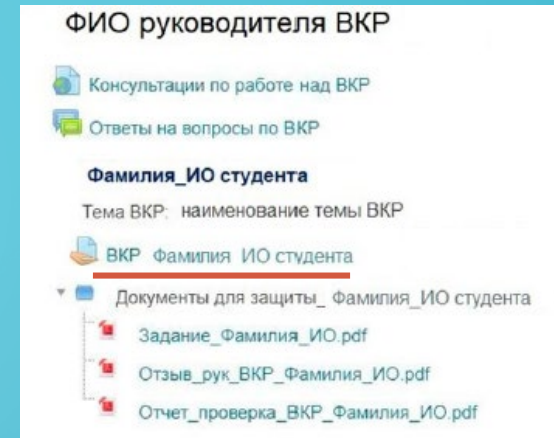 ФИО руководителя ВКР
Консультации по работе над ВКР
Ответы на вопросы по ВКР
Фамилия_ИО студента
Тема ВКР: наименование темы ВКР
ВКР Фамилия ИО студента
Документы для защиты_ Фамилия_ИО студента
Задание_Фамилия_ИО.pdf
Отзыв_рук_ВКР_Фамилия_ИО.pdf
Отчет_проверка_ВКР_Фамилия_ИО.pdf